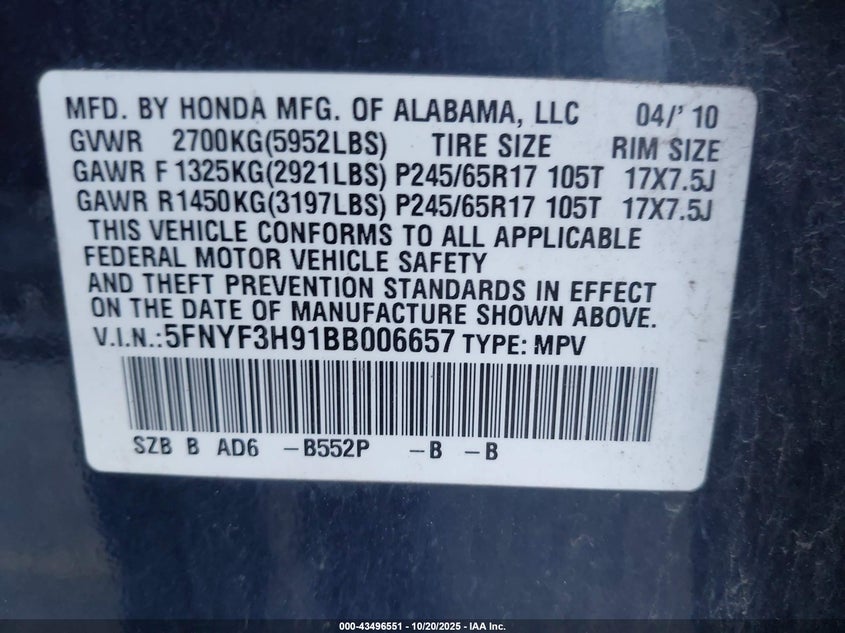 MFD. BY HONDA MFG. OF ALABAMA, LLC 04/' 10
GVWR 2700KG(5952LBS) TIRE SIZE RIM SIZE
GAWR F 1325KG(2921LBS) P245/65R17 105T 17X7.5J
GAWR R1450KG(3197LBS) P245/65R17 105T 17X7.5J
THIS VEHICLE CONFORMS TO ALL APPLICABLE
FEDERAL MOTOR VEHICLE SAFETY
AND THEFT PREVENTION STANDARDS IN EFFECT
ON THE DATE OF MANUFACTURE SHOWN ABOVE.
V.I.N.:5FNYF3H91BB006657 TYPE: MPV
SZB B AD6 -B552P -B -B
000-43496551 - 10/20/2025 - IAA Inc.